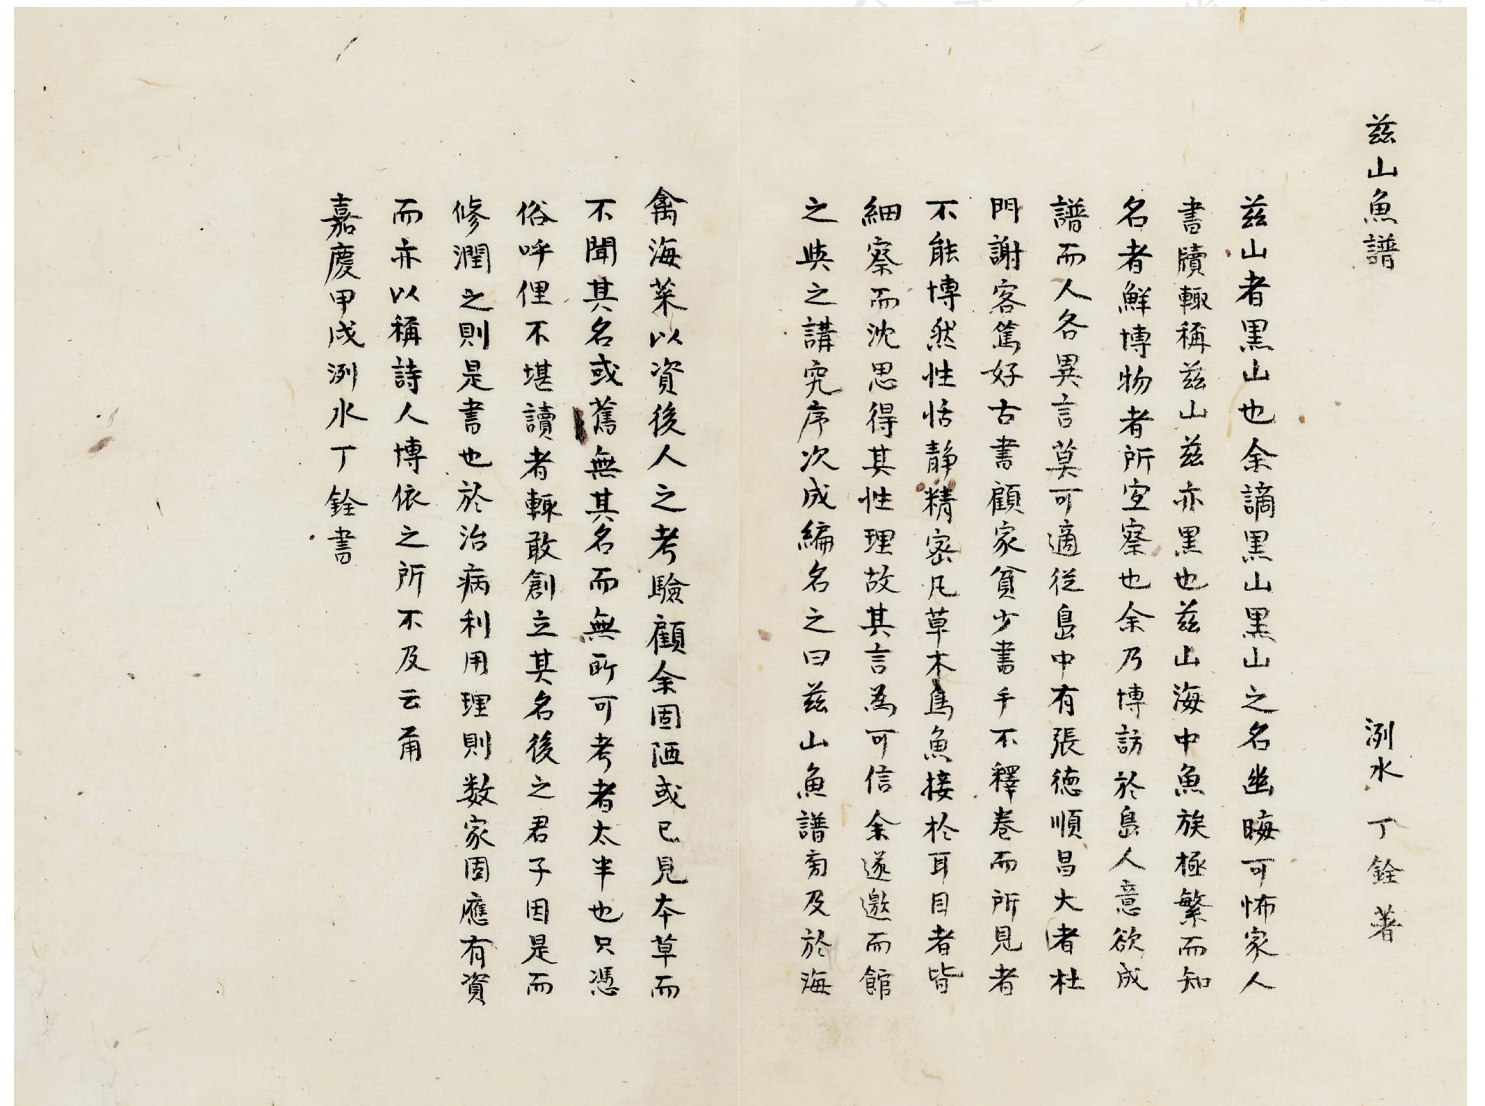 茲山魚譜　洌水　丁銓著
茲山者黑山也余謫黑山黑山之名幽晦可怖家人
書牘輒稱茲山茲亦黑也茲山海中魚族極繁而知
名者鮮博物者所宜察也余乃博訪於島人意欲成
譜而人各異言莫可適從島中有張德順昌大者杜
門謝客篤好古書顧家貧少書手不釋卷而所見者
不能博然性恬静精密凡草木鳥魚接於耳目者皆
細察而沈思得其性理故其言為可信余遂邀而館
之與之講究序次成編名之曰茲山魚譜旁及於海
禽海菜以資後人之考驗顧余固陋或已見本草而
不聞其名或舊無其名而無所可考者太半也只憑
俗呼俚不堪讀者輒敢創立其名後之君子因是而
修潤之則是書也於治病利用理則数家固應有資
而亦以稱詩人博依之所不及云甭
嘉慶甲戌洌水丁銓書